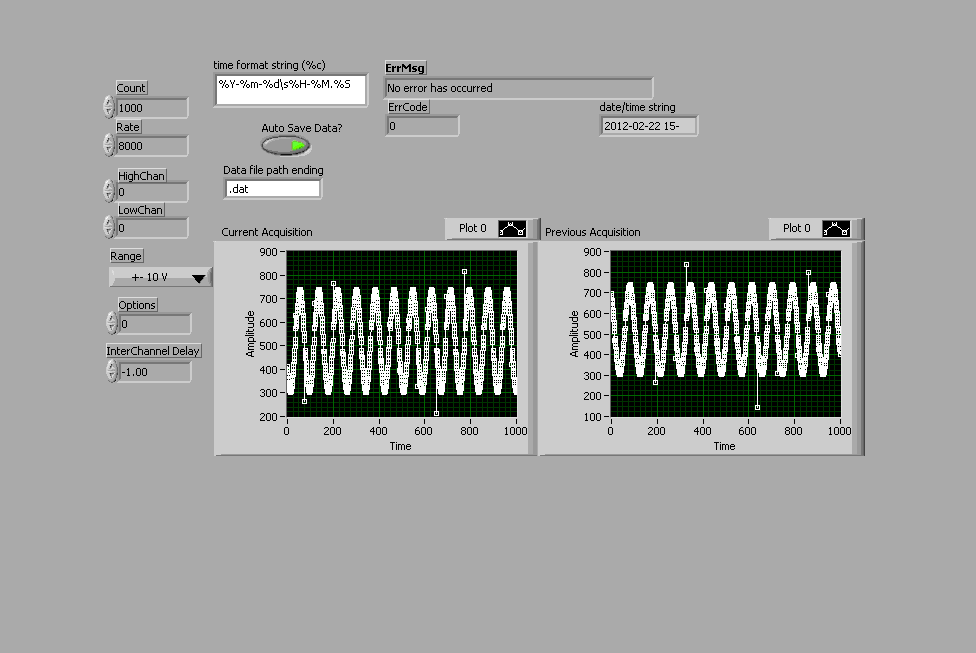 time format string (%c)
%Y-%m-%d\s%H-%M.%S
ErrMsg
No error has occurred
Count
1000
ErrCode
0
date/time string
2012-02-22 15-
Rate
8000
Auto Save Data?
Data file path ending
.dat
HighChan
0
LowChan
0
Range
+- 10 V
Options
0
InterChannel Delay
-1.00
Current Acquisition
Plot 0
900
800
700
600
500
400
300
200
Amplitude
0
200
400
600
800
1000
Time
Previous Acquisition
Plot 0
900
800
700
600
500
400
300
200
100
Amplitude
0
200
400
600
800
1000
Time